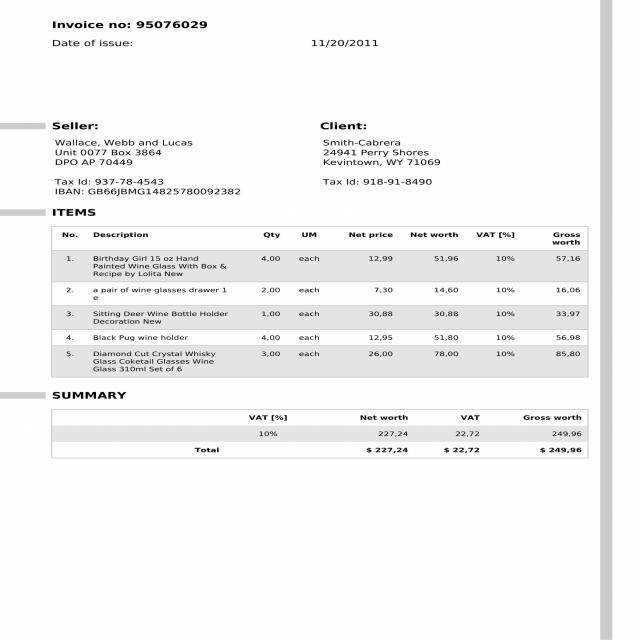 Invoice no: 95076029
Date of issue: 11/20/2011
Seller: Client:
Wallace, Webb and Lucas Smith-Cabrera
Unit 0077 Box 3864 24941 Perry Shores
DPO AP 70449 Kevintown, WY 71069
Tax Id: 937-78-4543 Tax Id: 918-91-8490
IBAN: GB66JBMG14825780092382
ITEMS
No. Description Qty UM Net price Net worth VAT [%] Gross
worth
1. Birthday Girl 15 oz Hand 4,00 each 12,99 51,96 10% 57,16
Painted Wine Glass With Box &
Recipe by Lolita New
2. a pair of wine glasses drawer 1 2,00 each 7,30 14,60 10% 16,06
e
3. Sitting Deer Wine Bottle Holder 1,00 each 30,88 30,88 10% 33,97
Decoration New
4. Black Pug wine holder 4,00 each 12,95 51,80 10% 56,98
5. Diamond Cut Crystal Whisky 3,00 each 26,00 78,00 10% 85,80
Glass Coketail Glasses Wine
Glass 310ml Set of 6
SUMMARY
VAT [%] Net worth VAT Gross worth
10% 227,24 22,72 249,96
Total $ 227,24 $ 22,72 $ 249,96